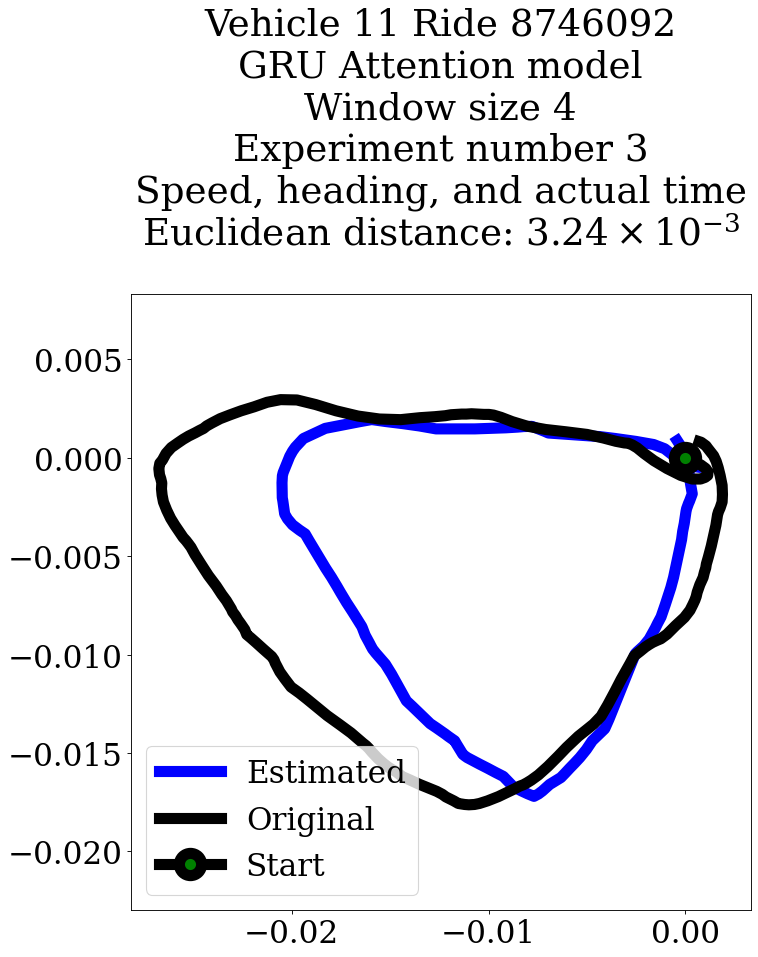 Vehicle 11 Ride 8746092
GRU Attention model
Window size 4
Experiment number 3
Speed, heading, and actual time
Euclidean distance: 3.24 × 10⁻³
0.005
0.000
−0.005
−0.010
−0.015
−0.020
Estimated
Original
Start
−0.02
−0.01
0.00